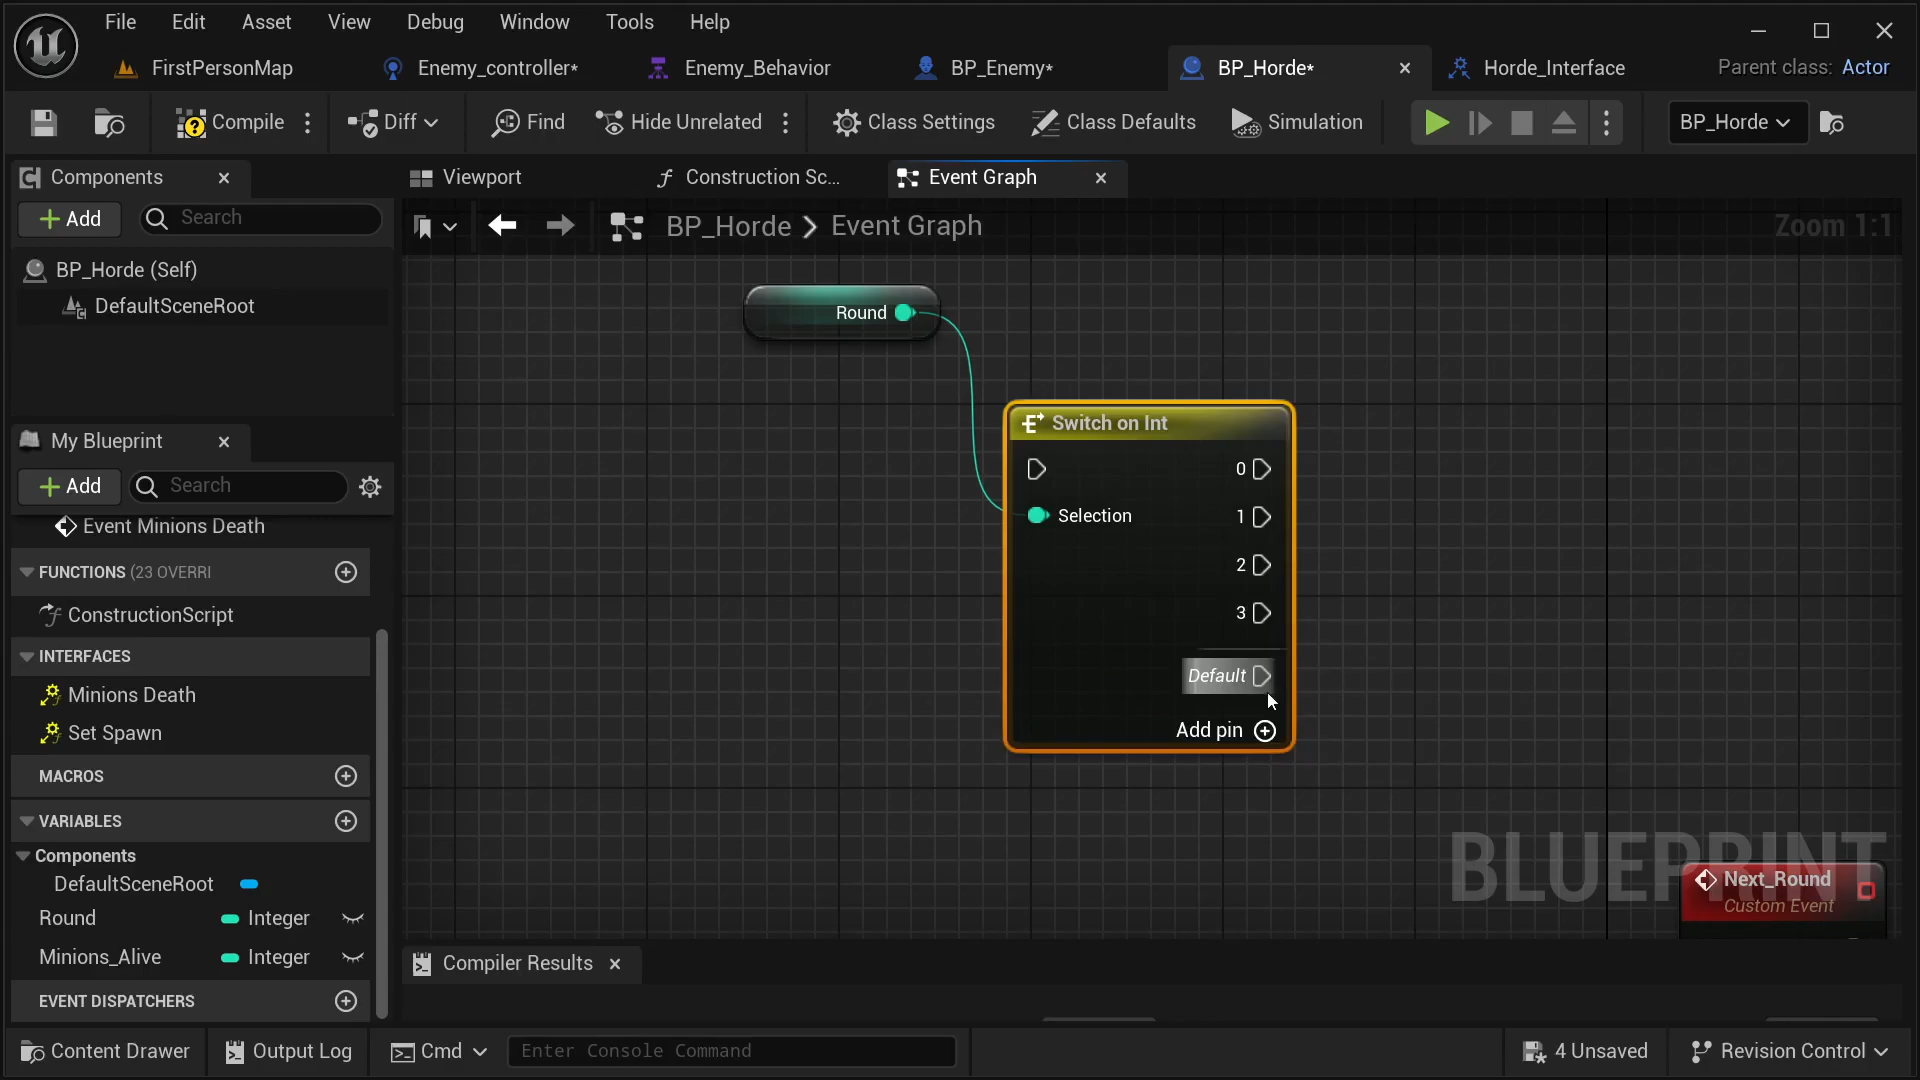 File Edit Asset View Debug Window Tools Help
FirstPersonMap Enemy_controller* Enemy_Behavior BP_Enemy* BP_Horde* Horde_Interface Parent class: Actor
Compile Diff Find Hide Unrelated Class Settings Class Defaults Simulation BP_Horde
Components Viewport Construction Sc... Event Graph
Add Search
BP_Horde > Event Graph Zoom 1:1
BP_Horde (Self)
DefaultSceneRoot
Round
Switch on Int
0
Selection 1
2
3
Default
Add pin
My Blueprint
Add Search
Event Minions Death
FUNCTIONS (23 OVERRI
ConstructionScript
INTERFACES
Minions Death
Set Spawn
MACROS
VARIABLES
Components
DefaultSceneRoot
Round Integer
Minions_Alive Integer
EVENT DISPATCHERS
BLUEPRINT
Next_Round
Custom Event
Compiler Results
Content Drawer Output Log Cmd Enter Console Command 4 Unsaved Revision Control